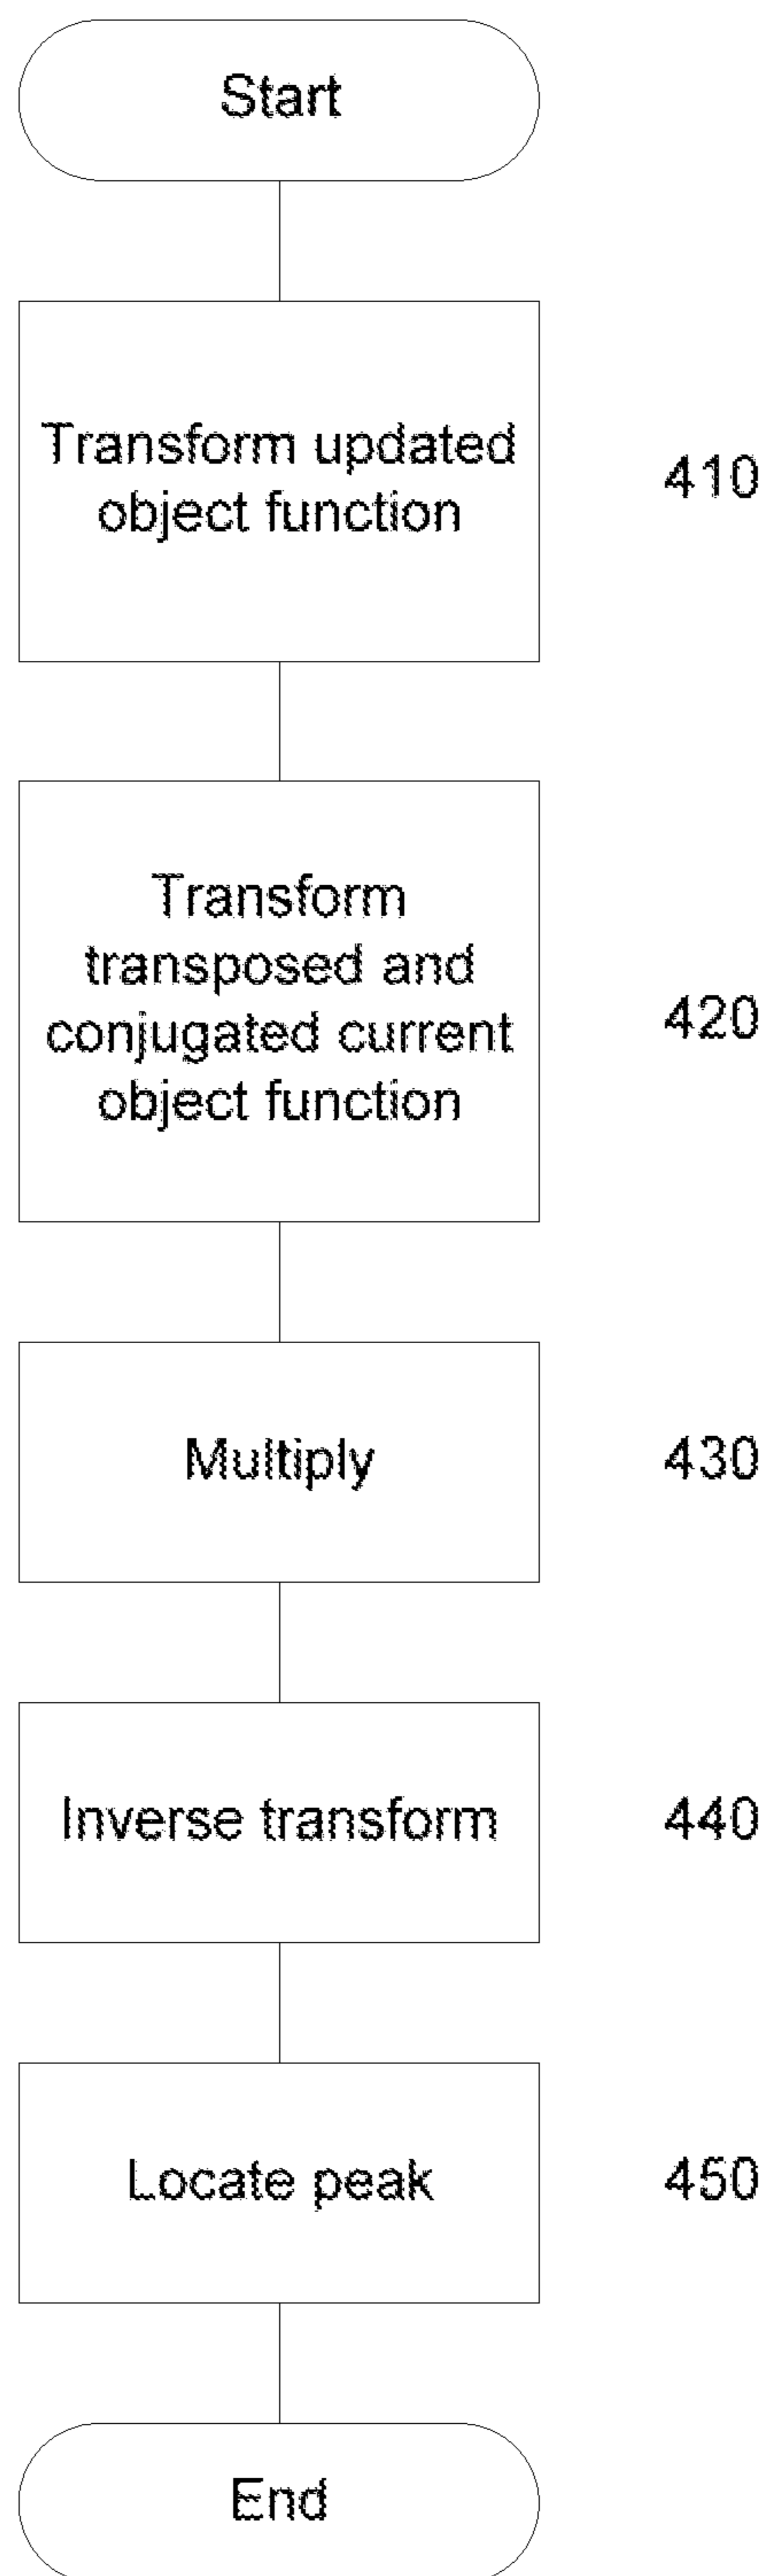 Start
Transform updated
object function
410
Transform
transposed and
conjugated current
object function
420
Multiply
430
Inverse transform
440
Locate peak
450
End